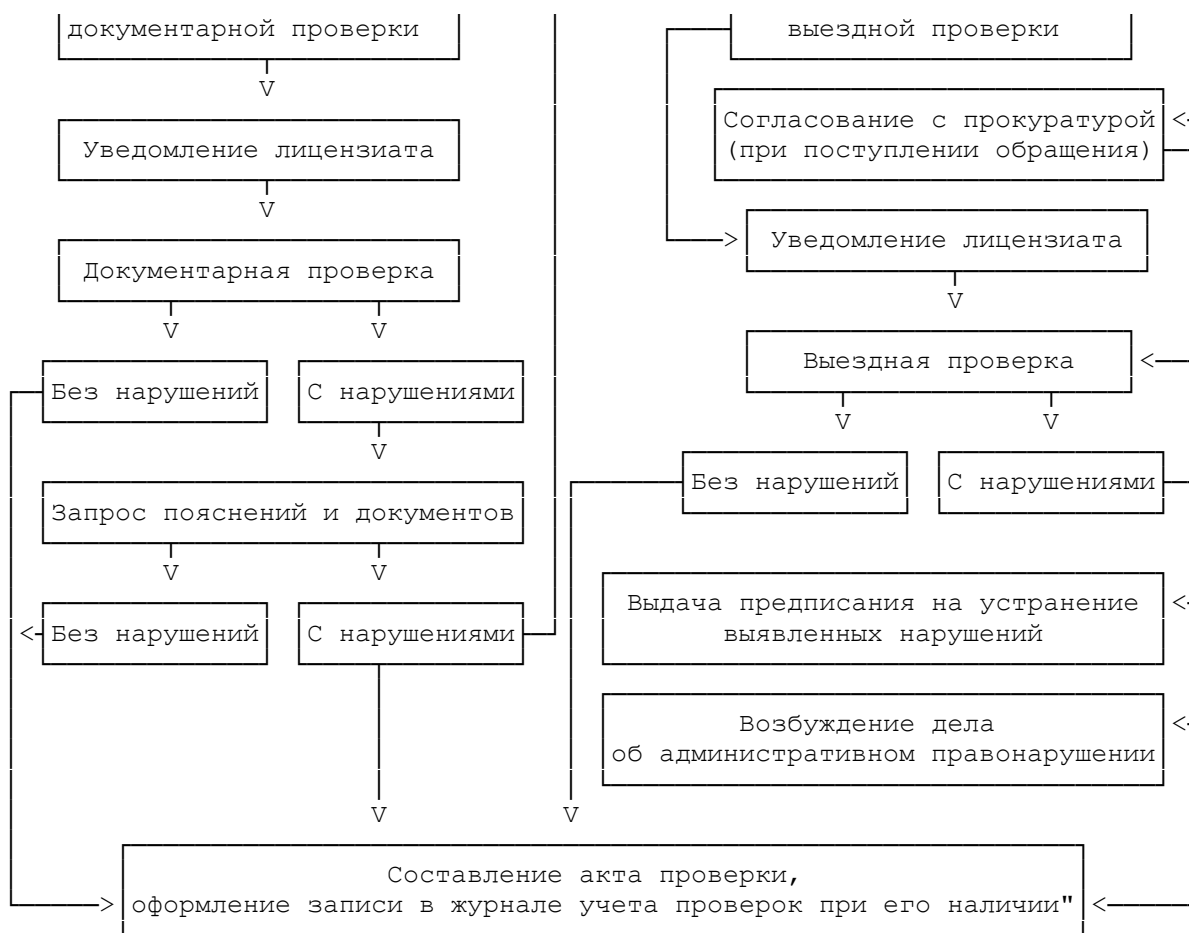 документарной проверки
выездной проверки
Согласование с прокуратурой
(при поступлении обращения)
Уведомление лицензиата
Уведомление лицензиата
Документарная проверка
Выездная проверка
Без нарушений
С нарушениями
Без нарушений
С нарушениями
Запрос пояснений и документов
Выдача предписания на устранение
выявленных нарушений
Без нарушений
С нарушениями
Возбуждение дела
об административном правонарушении
Составление акта проверки,
оформление записи в журнале учета проверок при его наличии"